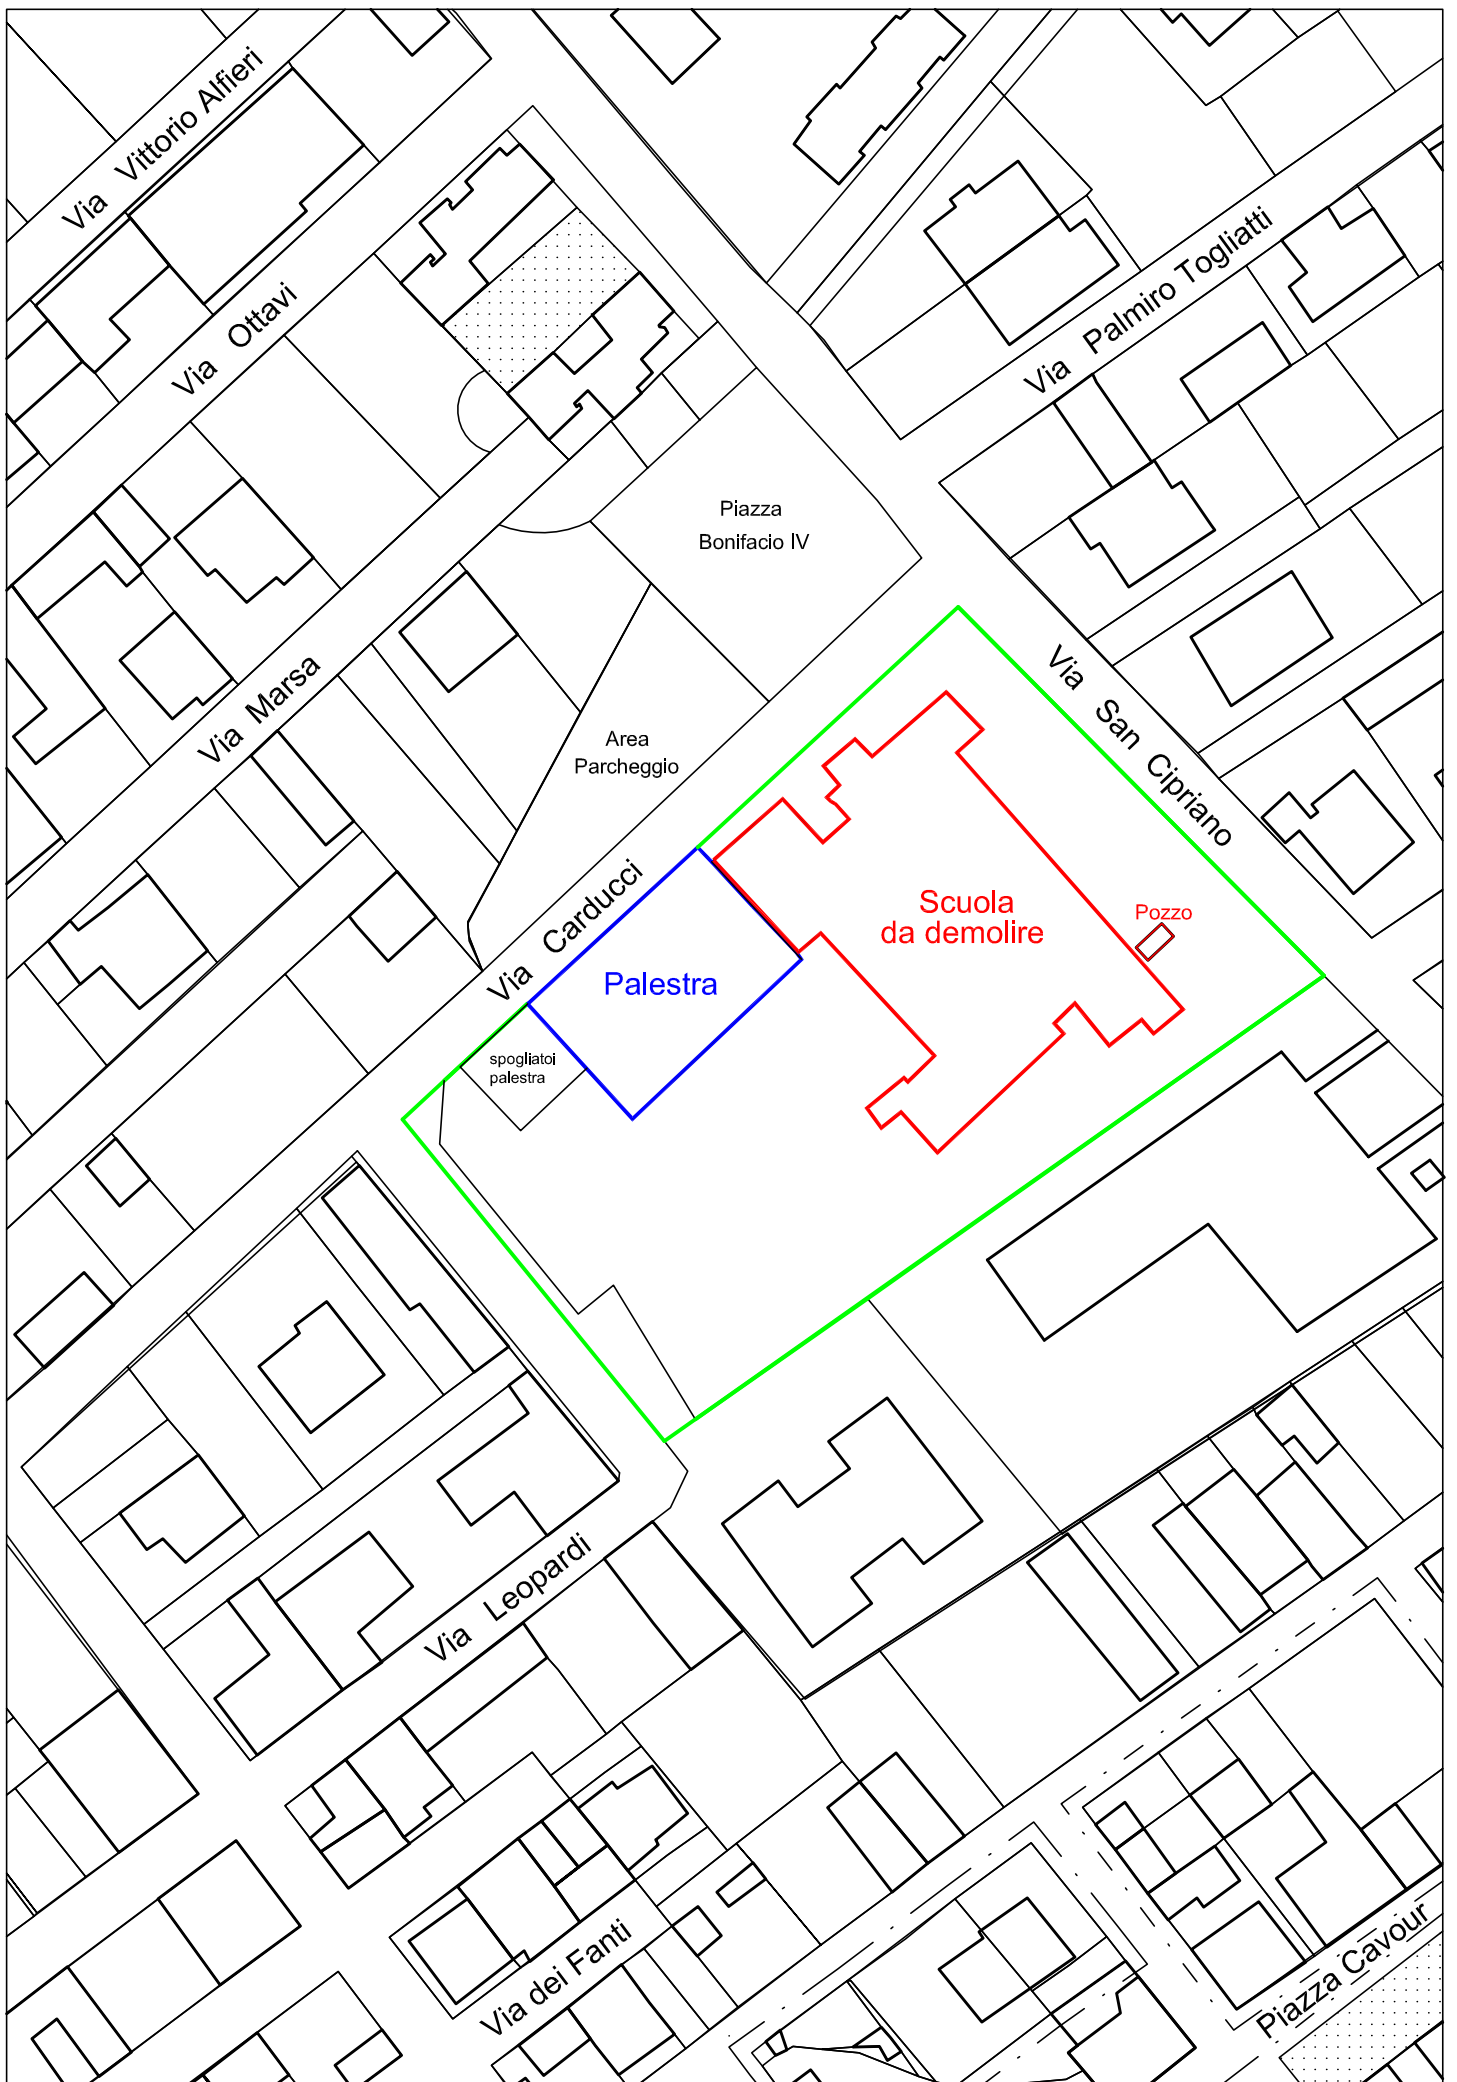 Via Vittorio Alfieri
Via Ottavi
Via Palmiro Togliatti
Piazza
Bonifacio IV
Via Marsa
Via San Cipriano
Area
Parcheggio
Via Carducci
Scuola
da demolire
Pozzo
Palestra
spogliatoi
palestra
Via Leopardi
Via dei Fanti
Piazza Cavour